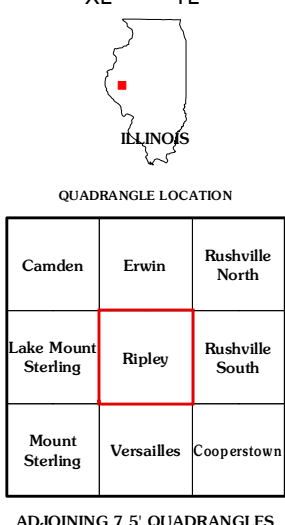 ILLINOIS
QUADRANGLE LOCATION
Camden
Erwin
Rushville
North
Lake Mount
Sterling
Ripley
Rushville
South
Mount
Sterling
Versailles
Cooperstown
ADJOINING 7.5' QUADRANGLES